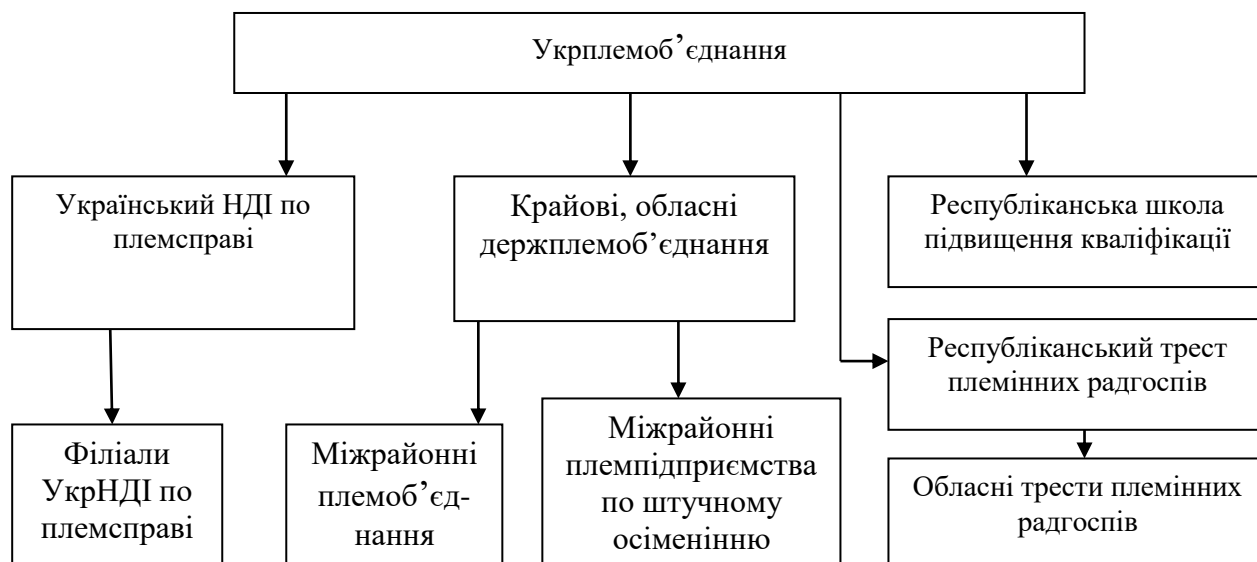 Укрплемоб’єднання
Український НДІ по
племсправі
Крайові, обласні
держплемоб’єднання
Республіканська школа
підвищення кваліфікації
Республіканський трест
племінних радгоспів
Філіали
УкрНДІ по
племсправі
Міжрайонні
племоб’єд-
нання
Міжрайонні
племпідприємства
по штучному
осіменінню
Обласні трести племінних
радгоспів